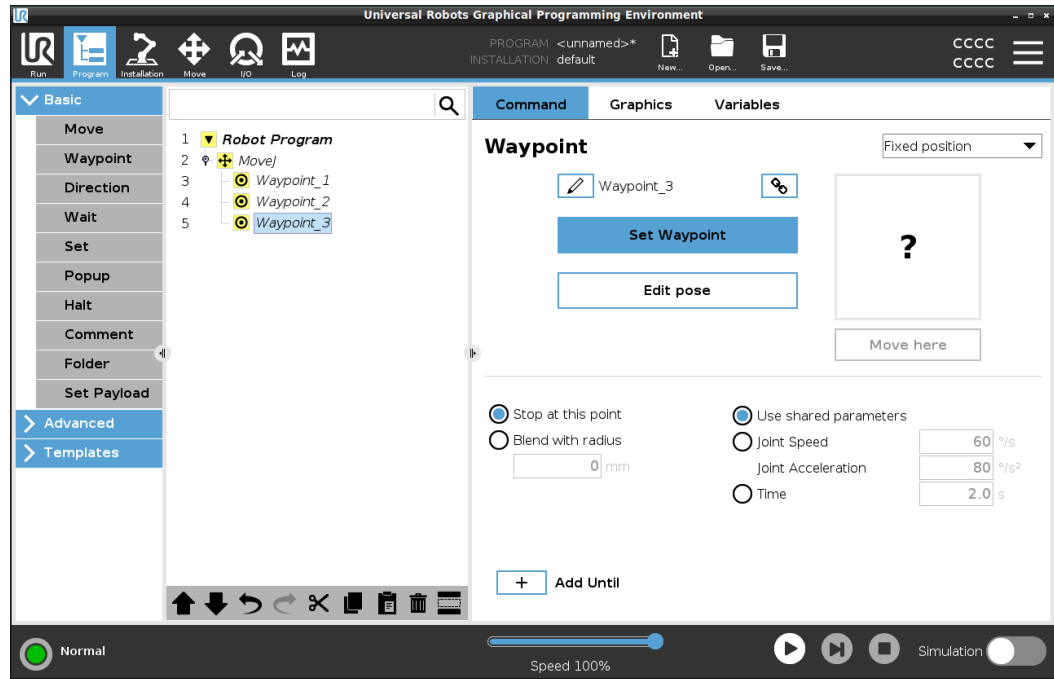 Universal Robots Graphical Programming Environment
Run
Program
Installation
Move
I/O
Log
PROGRAM <unnamed>*
INSTALLATION default
New...
Open...
Save...
CCCC
CCCC
Basic
Move
Waypoint
Direction
Wait
Set
Popup
Halt
Comment
Folder
Set Payload
Advanced
Templates
1 Robot Program
2 MoveJ
3 Waypoint_1
4 Waypoint_2
5 Waypoint_3
Command Graphics Variables
Waypoint
Fixed position
Waypoint_3
Set Waypoint
Edit pose
?
Move here
Stop at this point
Blend with radius
0 mm
Use shared parameters
Joint Speed 60 °/s
Joint Acceleration 80 °/s²
Time 2.0 s
+ Add Until
Normal
Speed 100%
Simulation